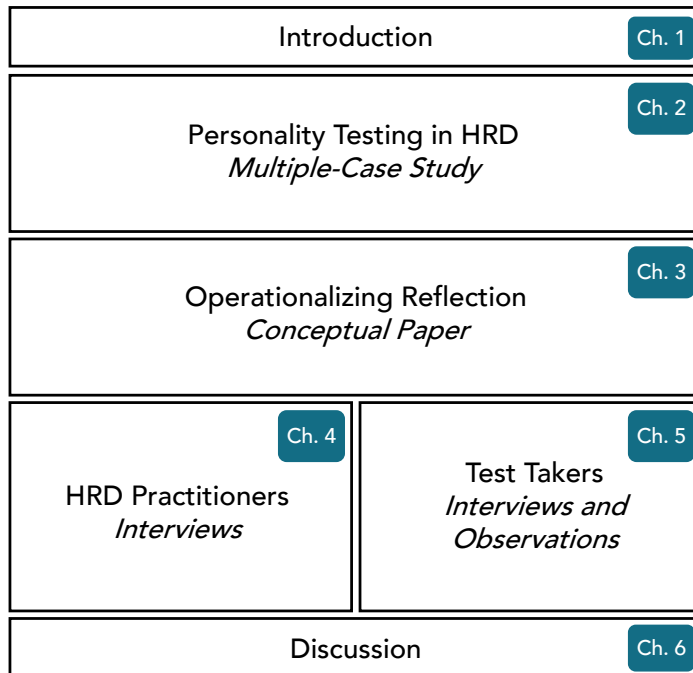 Introduction
Ch. 1
Ch. 2
Personality Testing in HRD
Multiple-Case Study
Ch. 3
Operationalizing Reflection
Conceptual Paper
Ch. 4
HRD Practitioners
Interviews
Ch. 5
Test Takers
Interviews and
Observations
Discussion
Ch. 6